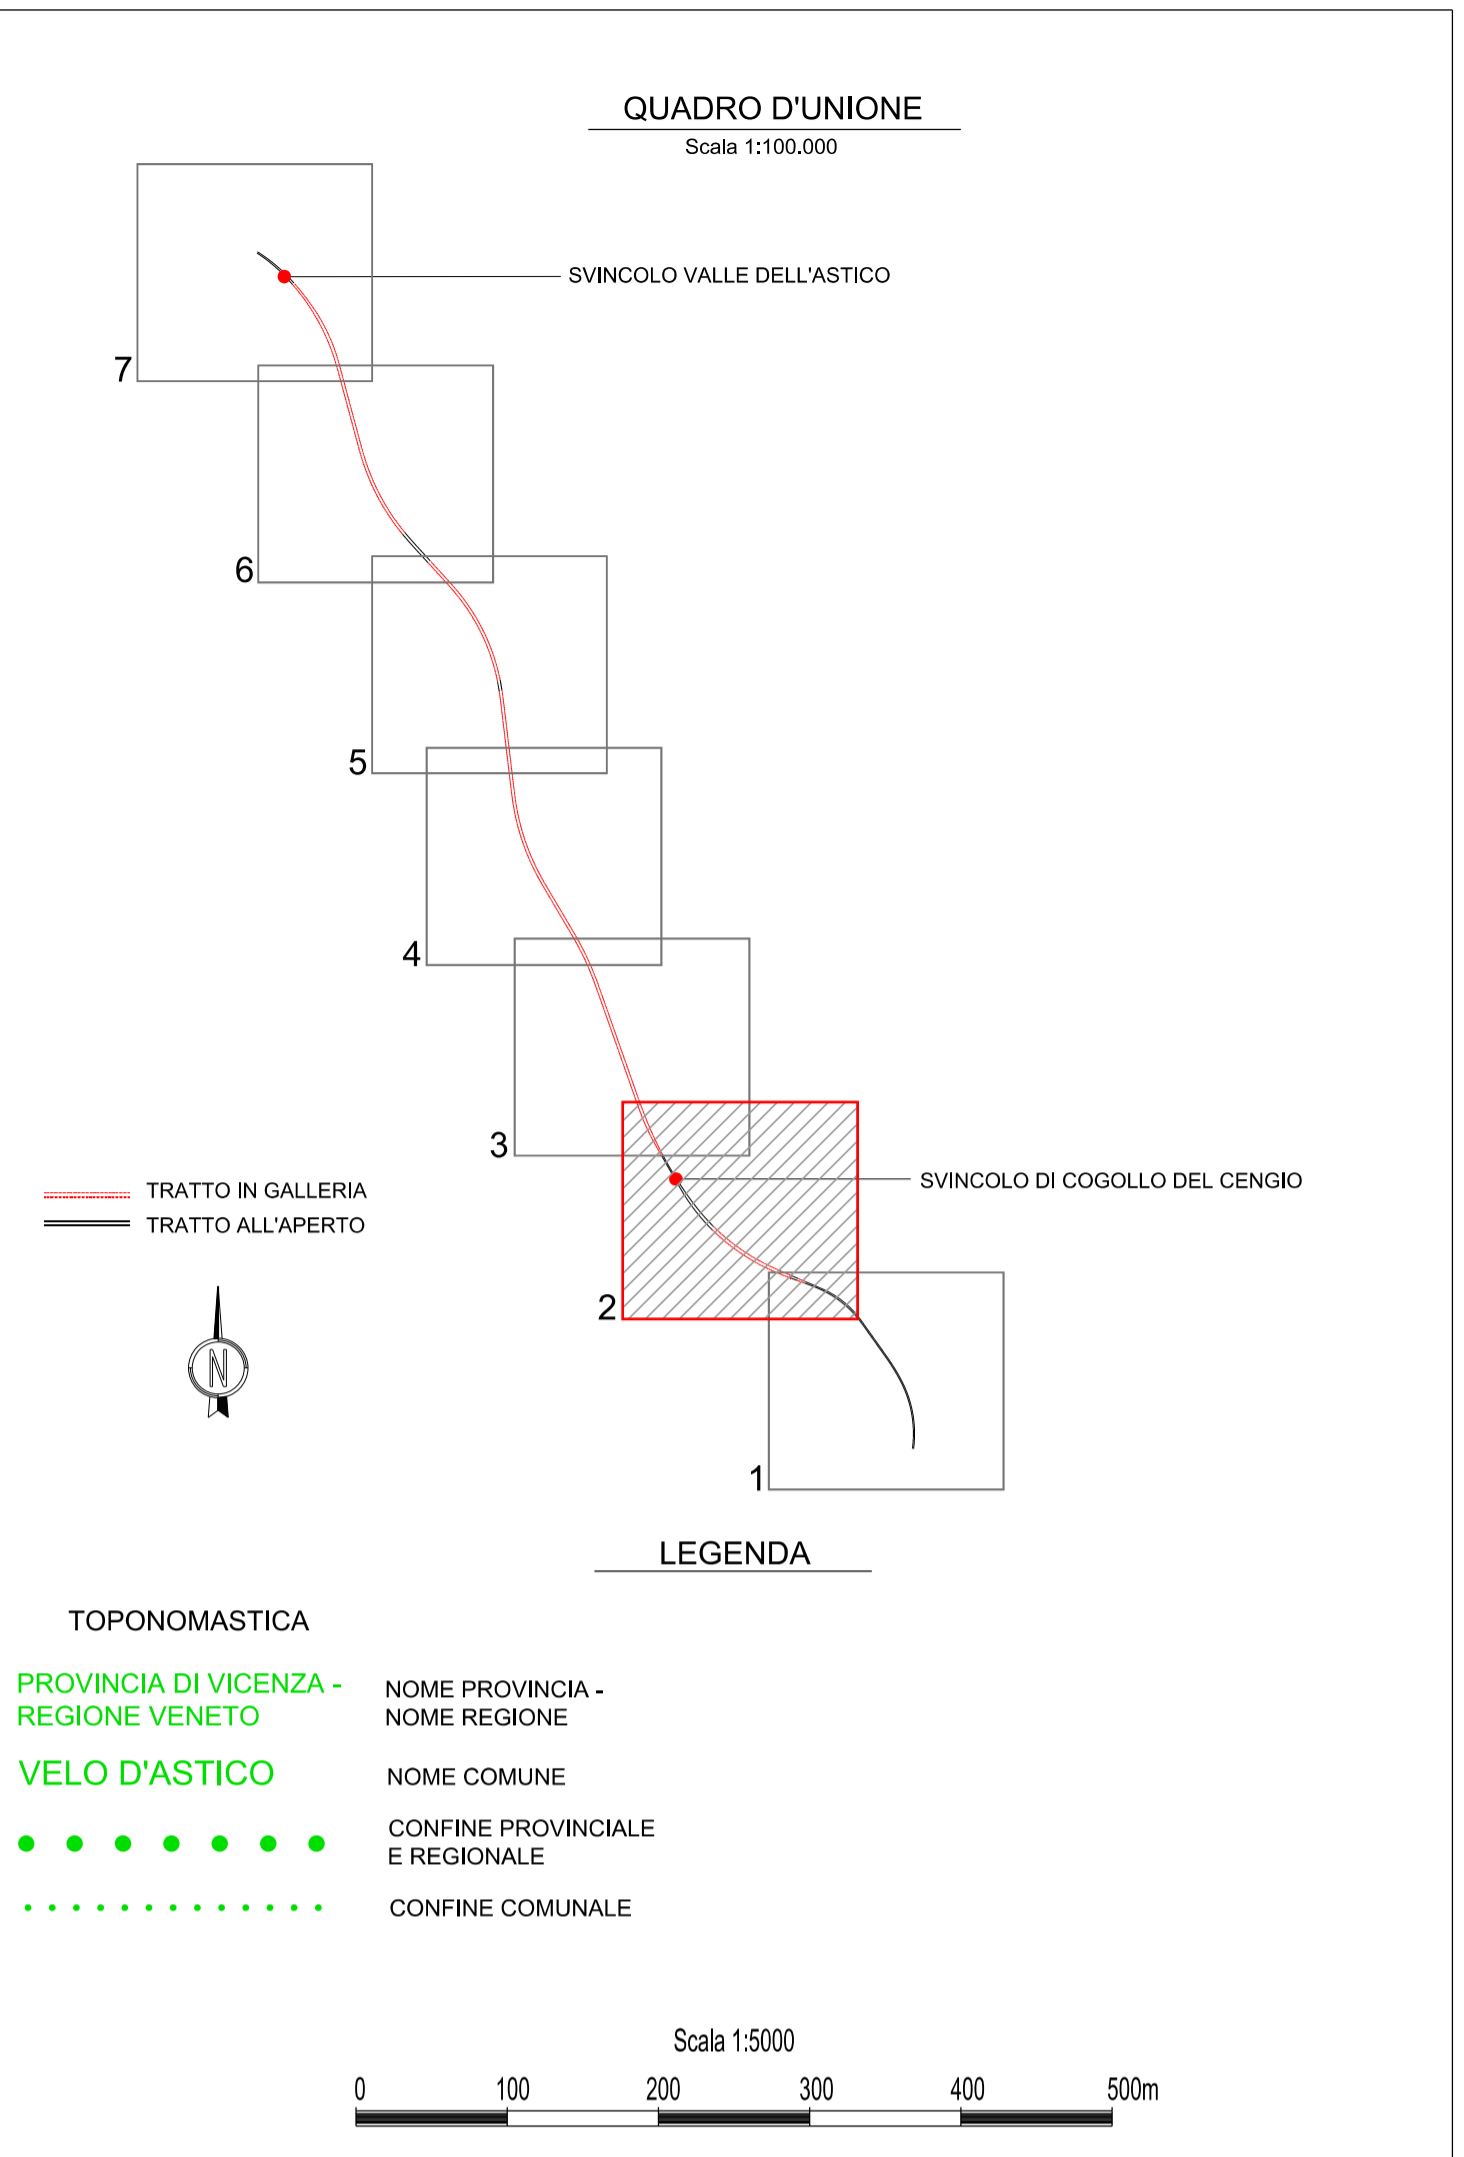 QUADRO D'UNIONE
Scala 1:100.000
SVINCOLO VALLE DELL'ASTICO
7
6
5
4
3
SVINCOLO DI COGOLLO DEL CENGIO
TRATTO IN GALLERIA
TRATTO ALL'APERTO
2
N
1
LEGENDA
TOPONOMASTICA
PROVINCIA DI VICENZA -
REGIONE VENETO
NOME PROVINCIA -
NOME REGIONE
VELO D'ASTICO
NOME COMUNE
CONFINE PROVINCIALE
E REGIONALE
CONFINE COMUNALE
Scala 1:5000
0 100 200 300 400 500m